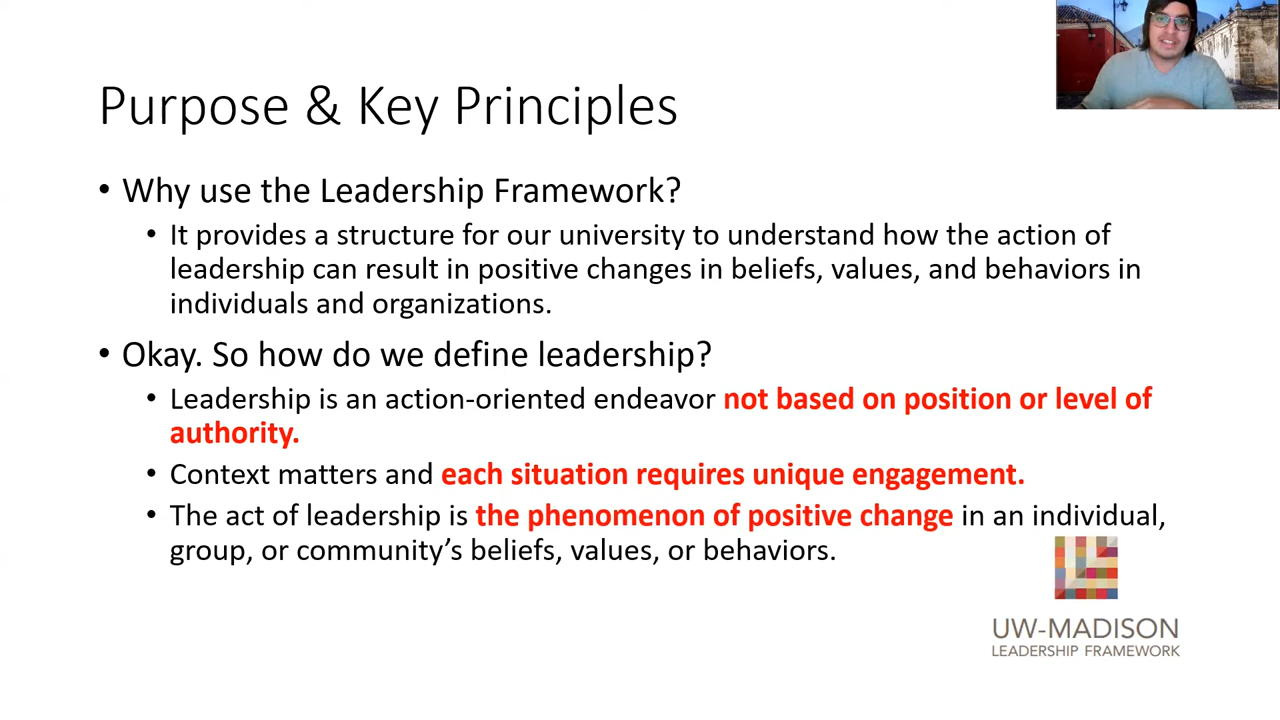 Purpose & Key Principles
• Why use the Leadership Framework?
• It provides a structure for our university to understand how the action of
leadership can result in positive changes in beliefs, values, and behaviors in
individuals and organizations.
• Okay. So how do we define leadership?
• Leadership is an action-oriented endeavor not based on position or level of
authority.
• Context matters and each situation requires unique engagement.
• The act of leadership is the phenomenon of positive change in an individual,
group, or community’s beliefs, values, or behaviors.
UW-MADISON
LEADERSHIP FRAMEWORK